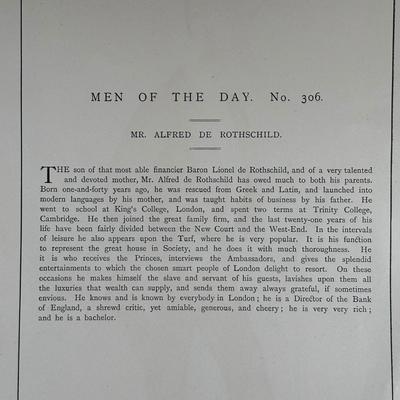 MEN OF THE DAY. No. 306.
MR. ALFRED DE ROTHSCHILD.
THE son of that most able financier Baron Lionel de Rothschild, and of a very talented
and devoted mother, Mr. Alfred de Rothschild has owed much to both his parents.
Born one-and-forty years ago, he was rescued from Greek and Latin, and launched into
modern languages by his mother, and was taught habits of business by his father. He
went to school at King's College, London, and spent two terms at Trinity College,
Cambridge. He then joined the great family firm, and the last twenty-one years of his
life have been fairly divided between the New Court and the West-End. In the intervals
of leisure he also appears upon the Turf, where he is very popular. It is his function
to represent the great house in Society, and he does it with much thoroughness. He
it is who receives the Princes, interviews the Ambassadors, and gives the splendid
entertainments to which the chosen smart people of London delight to resort. On these
occasions he makes himself the slave and servant of his guests, lavishes upon them all
the luxuries that wealth can supply, and sends them away always grateful, if sometimes
envious. He knows and is known by everybody in London; he is a Director of the Bank
of England, a shrewd critic, yet amiable, generous, and cheery; he is very very rich;
and he is a bachelor.